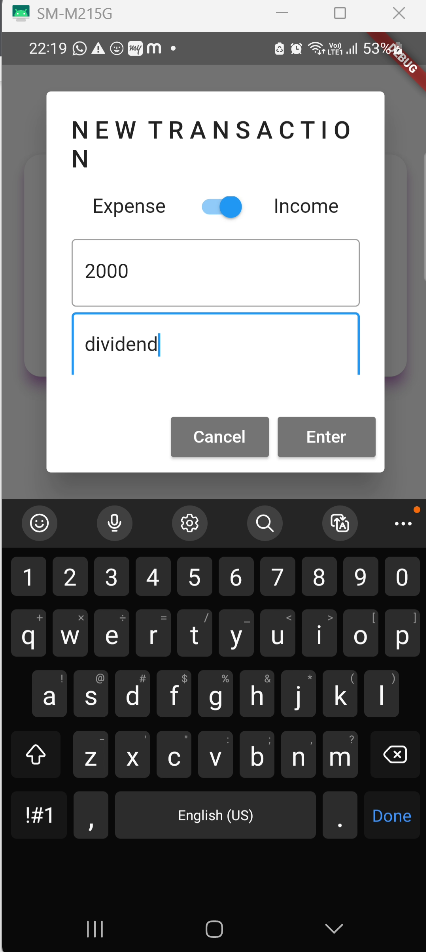 SM-M215G
22:19 m 53%
DEBUG
N E W T R A N S A C T I O
N
Expense Income
2000
dividend
Cancel Enter
1 2 3 4 5 6 7 8 9 0
+ × ÷ = / _ < > [ ]
q w e r t y u i o p
! @ # $ % & * ( )
a s d f g h j k l
- ' " : ; , ?
z x c v b n m
!#1 , English (US) . Done